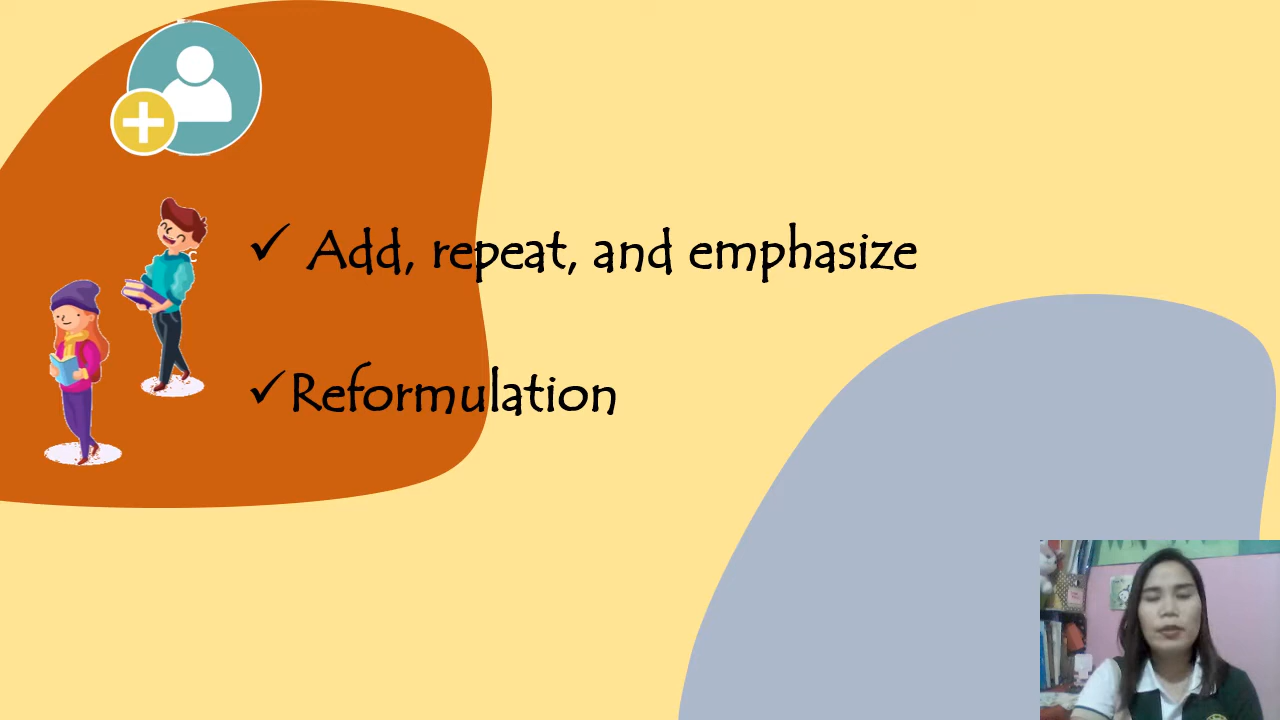 ✓ Add, repeat, and emphasize
✓Reformulation